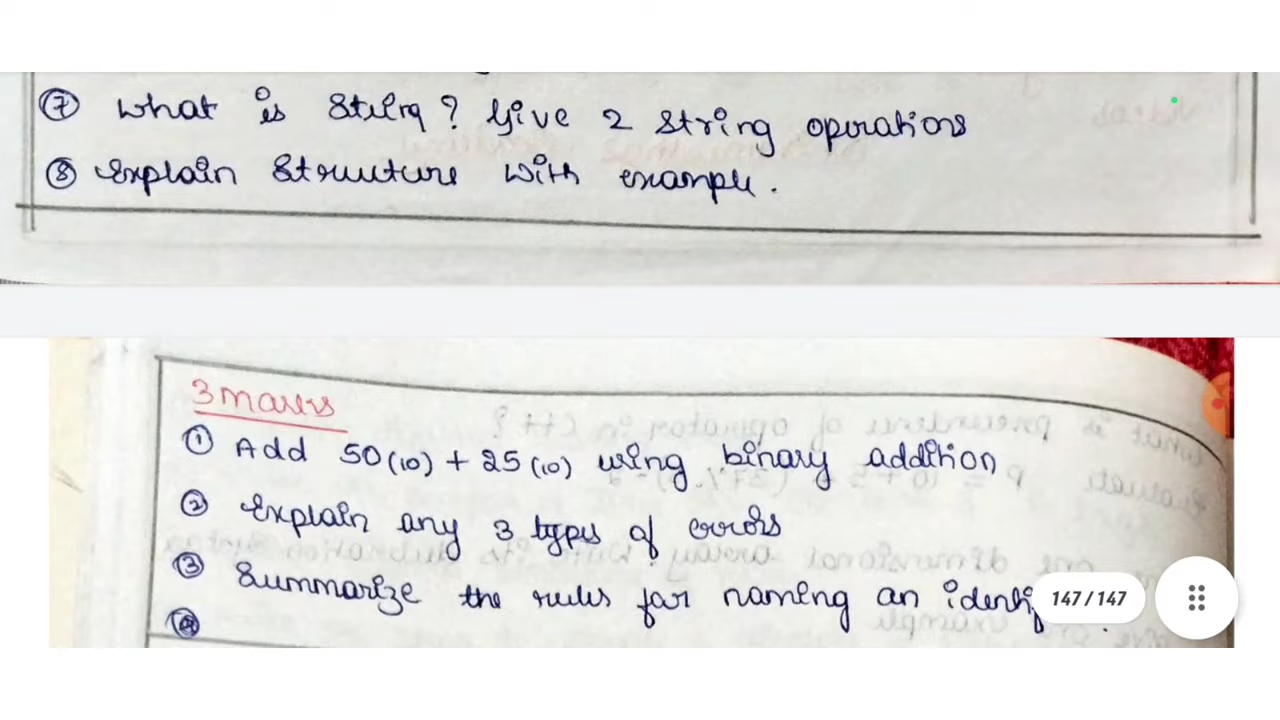 ⑦ What is String? Give 2 string operations
⑧ Explain Structure with example.
3 marks
① Add 50(10) + 25(10) using binary addition
② Explain any 3 types of errors
③ Summarize the rules for naming an identif
④
147/147